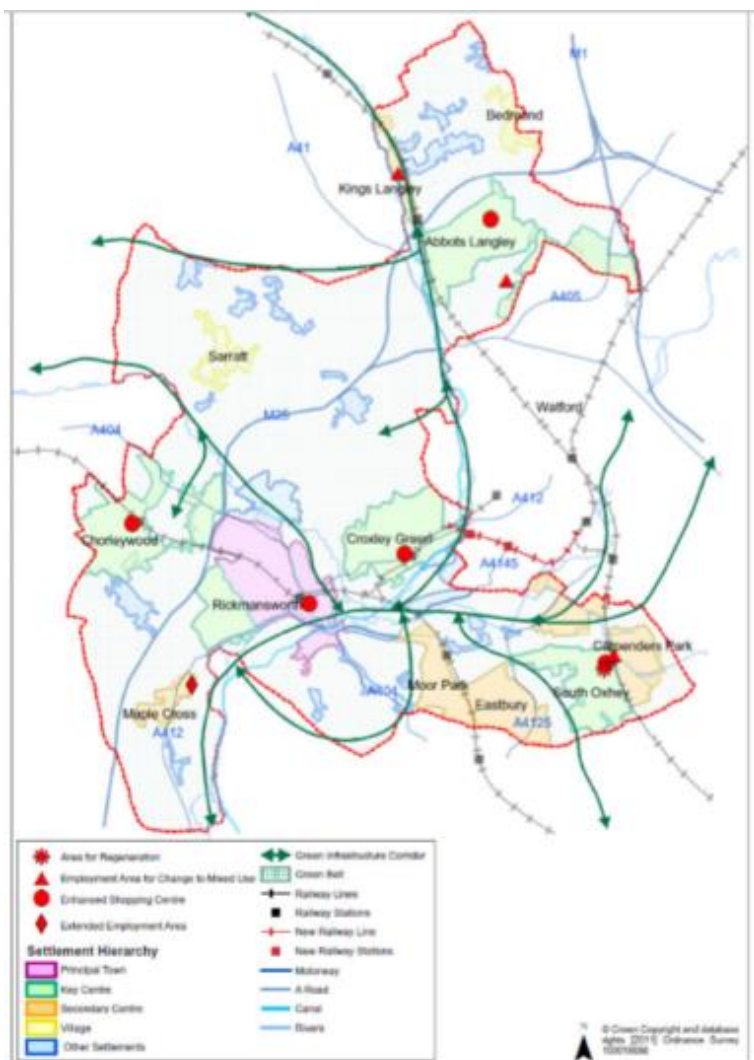 M1
Bedmond
A41
Kings Langley
Abbots Langley
A405
Sarratt
M25
Watford
A404
A412
Chorleywood
Croxley Green
A4145
Rickmansworth
Carpenders Park
Moor Park
South Oxhey
Maple Cross
A404
Eastbury
A412
A4125
Area for Regeneration
Employment Area for Change to Mixed Use
Enhanced Shopping Centre
Extended Employment Area
Settlement Hierarchy
Principal Town
Key Centre
Secondary Centre
Village
Other Settlements
Green Infrastructure Corridor
Green Belt
Railway Lines
Railway Stations
New Railway Line
New Railway Stations
Motorway
A Road
Canal
Rivers
N
© Crown Copyright and database
rights [2011] Ordnance Survey